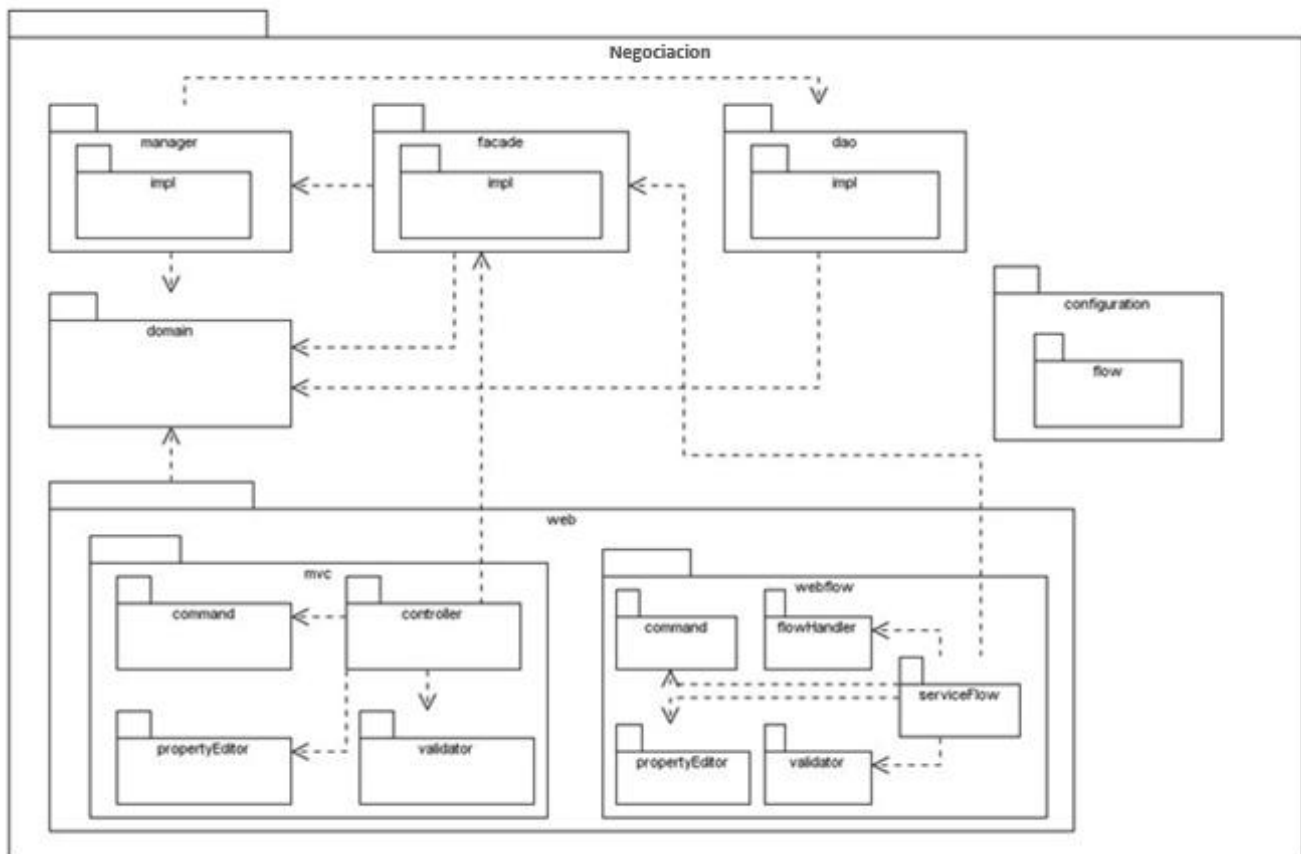 Negociacion
manager
facade
dao
impl
impl
impl
domain
configuration
flow
web
mvc
webflow
command
controller
command
flowHandler
serviceFlow
propertyEditor
validator
propertyEditor
validator